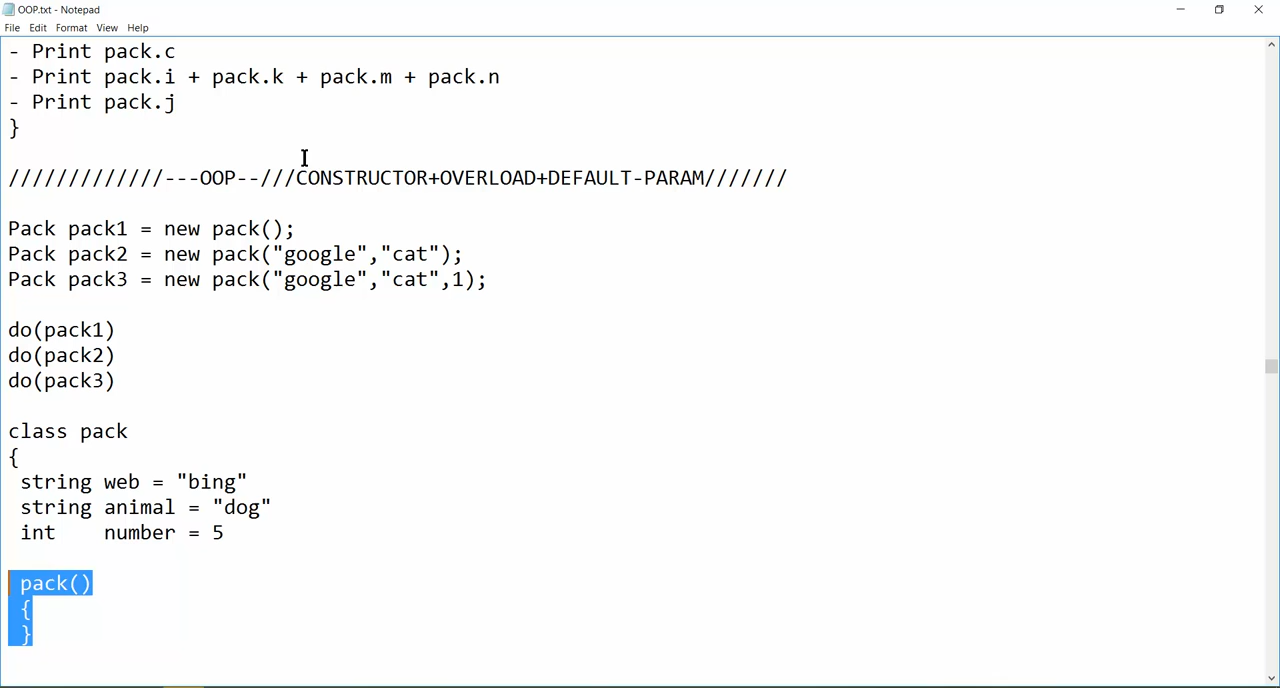 OOP.txt - Notepad
File Edit Format View Help
- Print pack.c
- Print pack.i + pack.k + pack.m + pack.n
- Print pack.j
}
/////////////---OOP--///CONSTRUCTOR+OVERLOAD+DEFAULT-PARAM///////
Pack pack1 = new pack();
Pack pack2 = new pack("google","cat");
Pack pack3 = new pack("google","cat",1);
do(pack1)
do(pack2)
do(pack3)
class pack
{
string web = "bing"
string animal = "dog"
int    number = 5
pack()
{
}